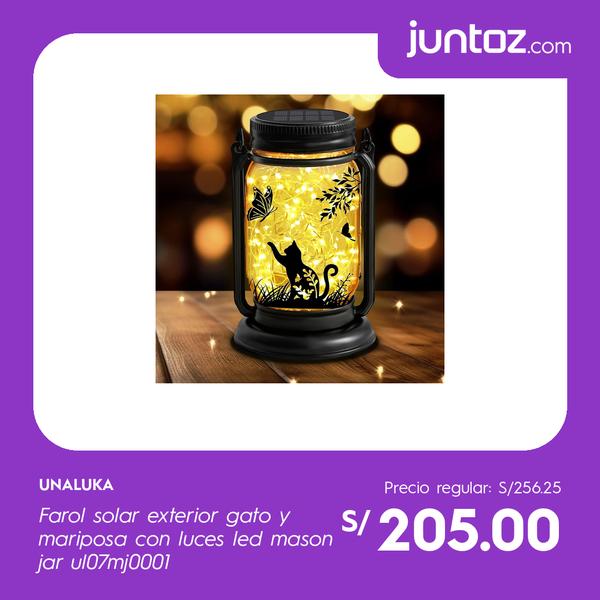 juntoz.com
UNALUKA
Farol solar exterior gato y
mariposa con luces led mason
jar ul07mj0001
Precio regular: S/256.25
S/ 205.00